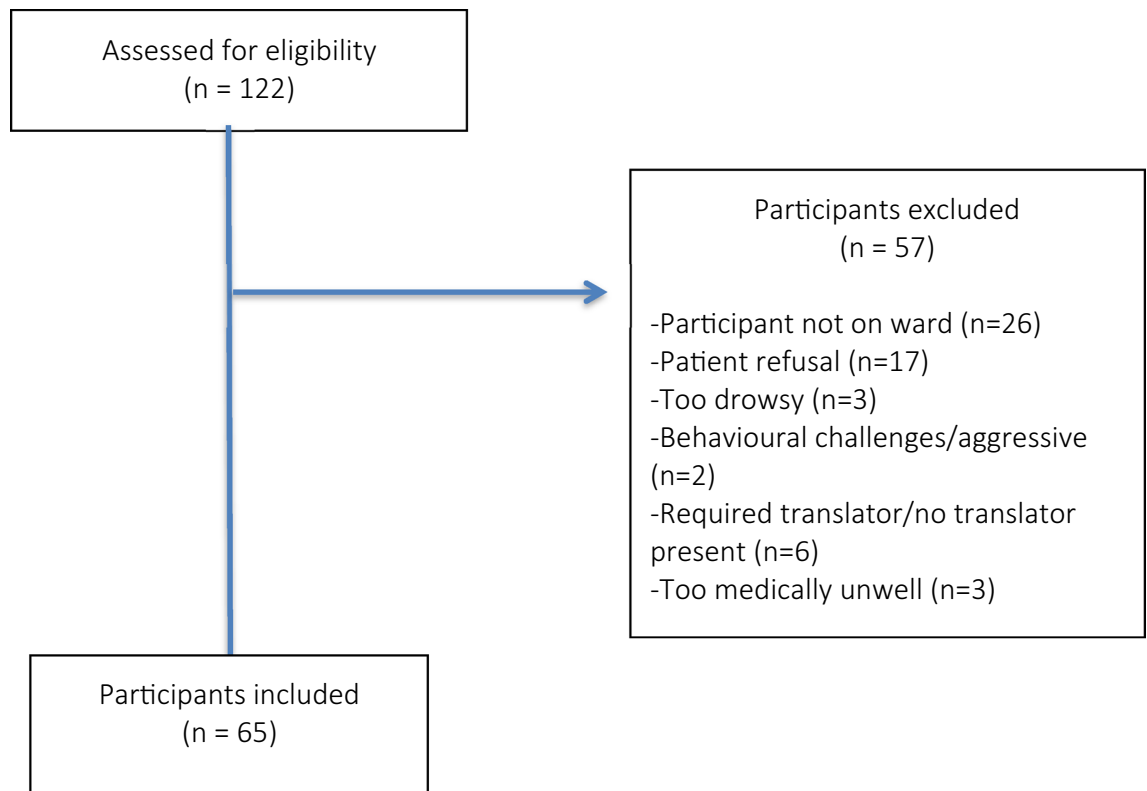 Assessed for eligibility
(n = 122)
Participants excluded
(n = 57)
-Participant not on ward (n=26)
-Patient refusal (n=17)
-Too drowsy (n=3)
-Behavioural challenges/aggressive
(n=2)
-Required translator/no translator
present (n=6)
-Too medically unwell (n=3)
Participants included
(n = 65)